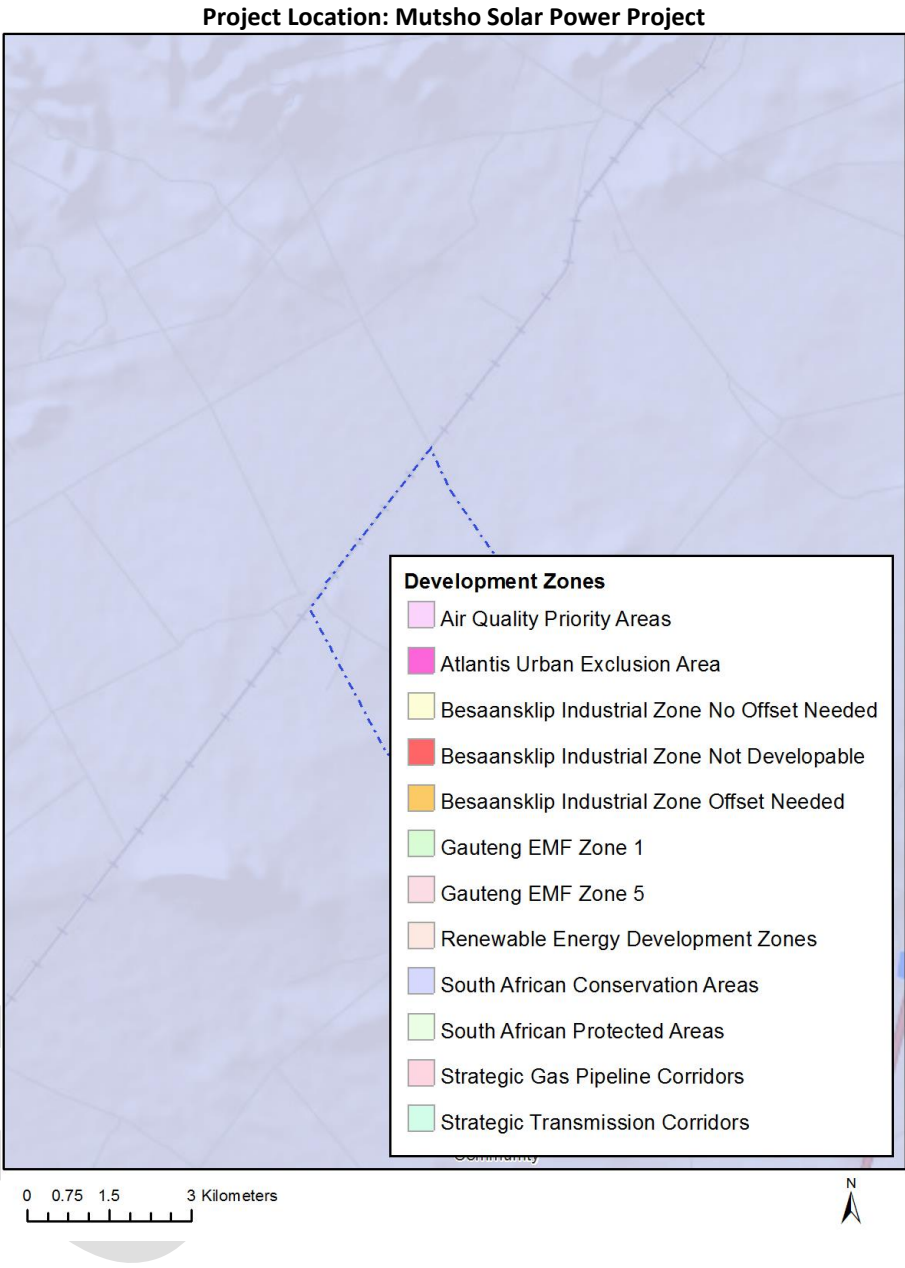 Project Location: Mutsho Solar Power Project
Development Zones
Air Quality Priority Areas
Atlantis Urban Exclusion Area
Besaansklip Industrial Zone No Offset Needed
Besaansklip Industrial Zone Not Developable
Besaansklip Industrial Zone Offset Needed
Gauteng EMF Zone 1
Gauteng EMF Zone 5
Renewable Energy Development Zones
South African Conservation Areas
South African Protected Areas
Strategic Gas Pipeline Corridors
Strategic Transmission Corridors
Community
0 0.75 1.5 3 Kilometers
N